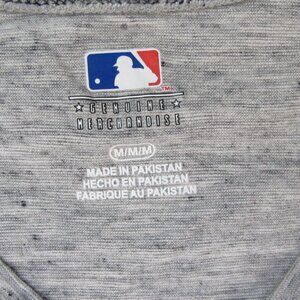 GENUINE
MERCHANDISE
M/M/M
MADE IN PAKISTAN
HECHO EN PAKISTAN
FABRIQUE AU PAKISTAN